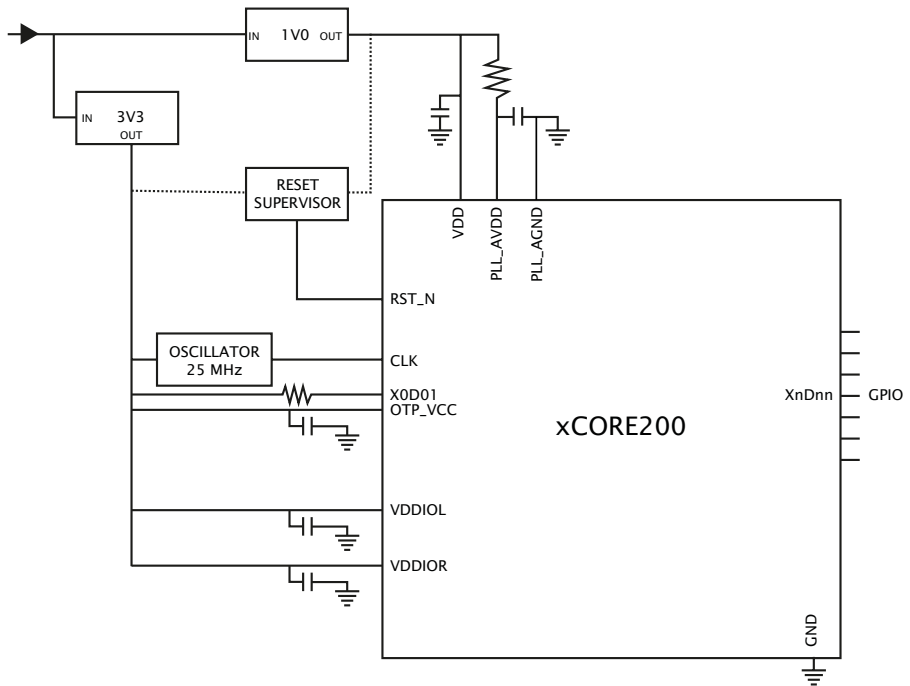 IN 1V0 OUT
IN 3V3
OUT
RESET
SUPERVISOR
VDD
PLL_AVDD
PLL_AGND
RST_N
OSCILLATOR
25 MHz
CLK
X0D01
OTP_VCC
XnDnn GPIO
xCORE200
VDDIOL
VDDIOR
GND